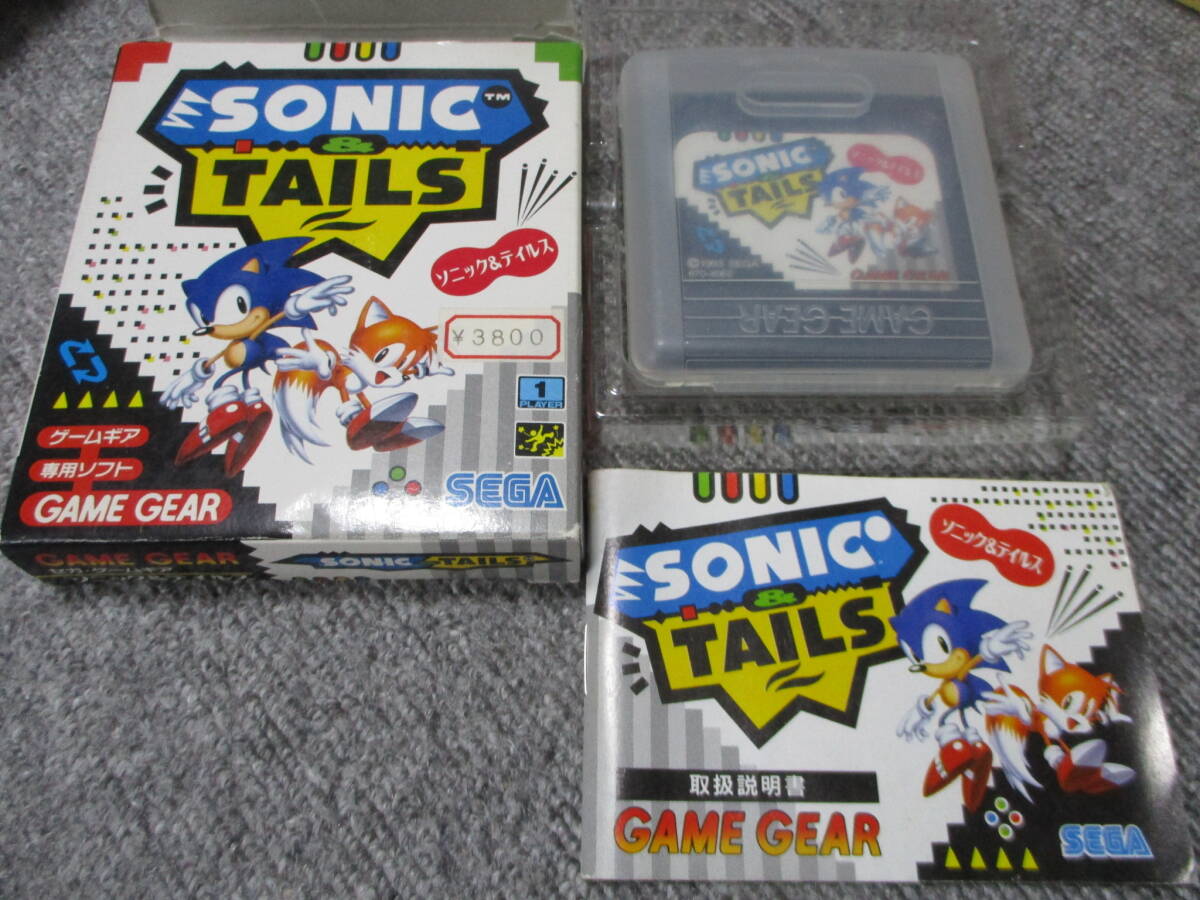 SONIC™
&
TAILS
ソニック&テイルス
¥3800
1
PLAYER
ゲームギア
専用ソフト
GAME GEAR
SEGA
GAME GEAR
SONIC & TAILS
SONIC
&
TAILS
ソニック&テイルス
GAME GEAR
GAME GEAR
SONIC
&
TAILS
ソニック&テイルス
取扱説明書
GAME GEAR
SEGA